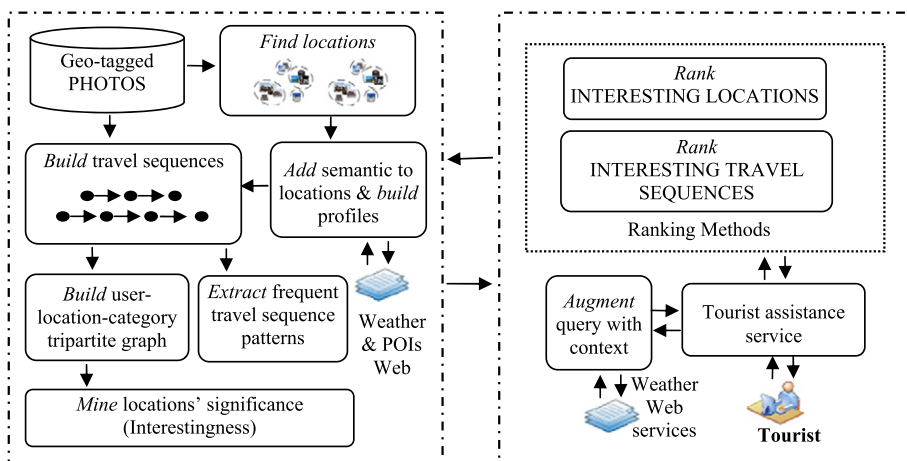 Geo-tagged
PHOTOS
Find locations
Build travel sequences
Add semantic to
locations & build
profiles
Build user-
location-category
tripartite graph
Extract frequent
travel sequence
patterns
Weather
& POIs
Web
Mine locations’ significance
(Interestingness)
Rank
INTERESTING LOCATIONS
Rank
INTERESTING TRAVEL
SEQUENCES
Ranking Methods
Augment
query with
context
Tourist assistance
service
Weather
Web
services
Tourist